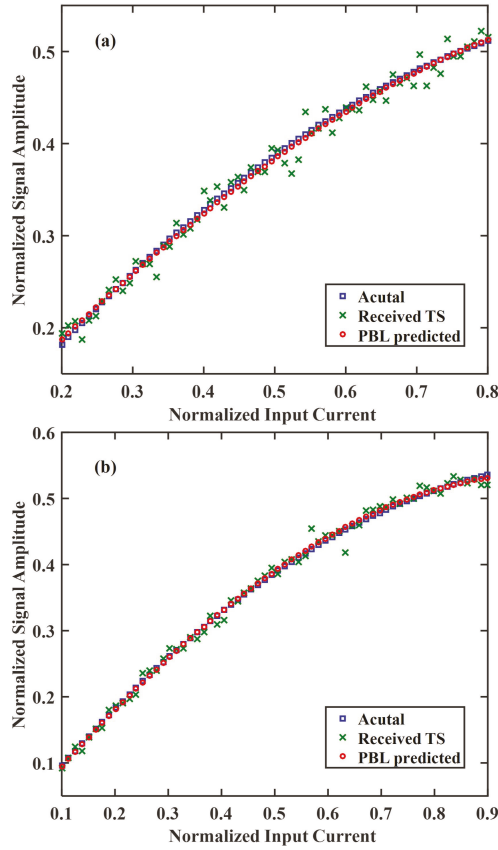 (a)
Normalized Signal Amplitude
0.5
0.4
0.3
0.2
Acutal
Received TS
PBL predicted
0.2 0.3 0.4 0.5 0.6 0.7 0.8
Normalized Input Current
(b)
Normalized Signal Amplitude
0.6
0.5
0.4
0.3
0.2
0.1
Acutal
Received TS
PBL predicted
0.1 0.2 0.3 0.4 0.5 0.6 0.7 0.8 0.9
Normalized Input Current